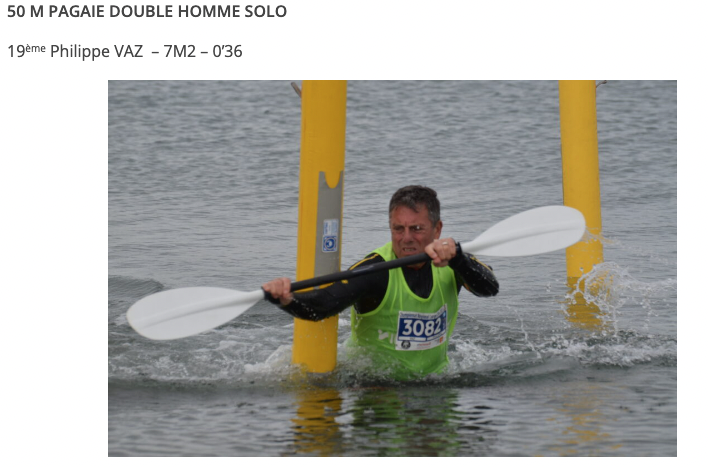 50 M PAGAIE DOUBLE HOMME SOLO
19ème Philippe VAZ – 7M2 – 0’36
3082